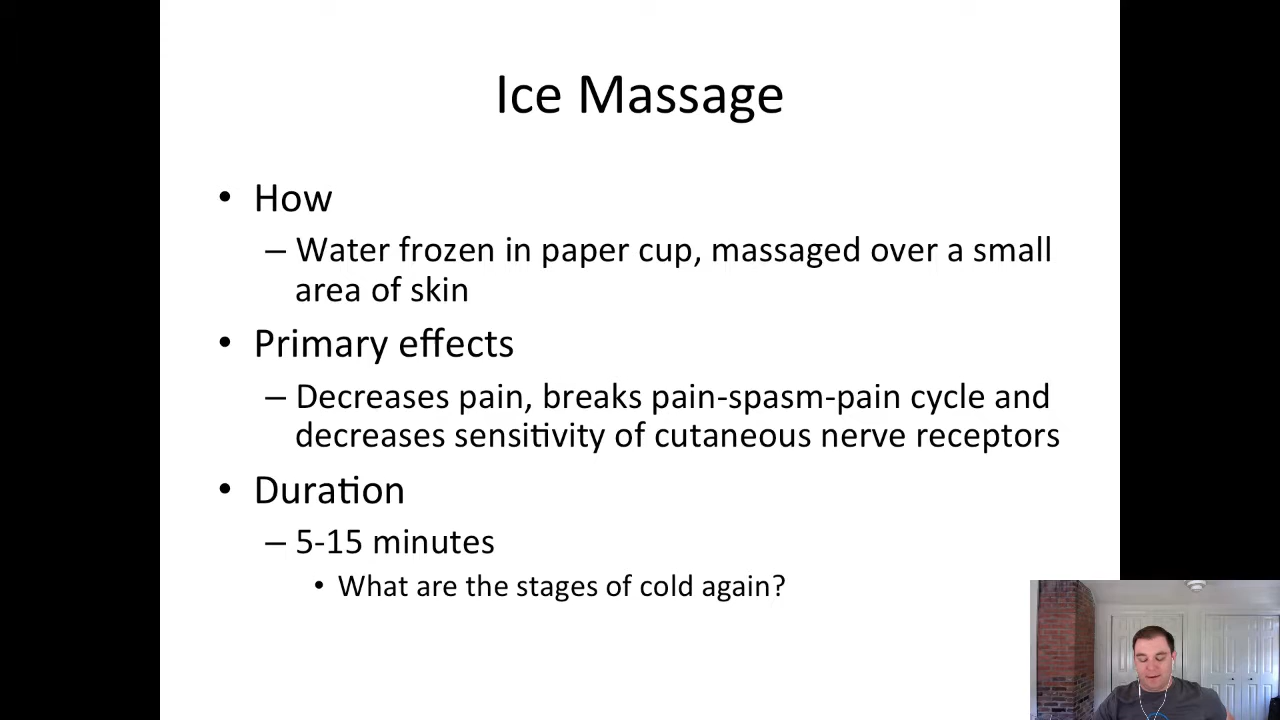 Ice Massage
• How
– Water frozen in paper cup, massaged over a small
area of skin
• Primary effects
– Decreases pain, breaks pain-spasm-pain cycle and
decreases sensitivity of cutaneous nerve receptors
• Duration
– 5-15 minutes
• What are the stages of cold again?